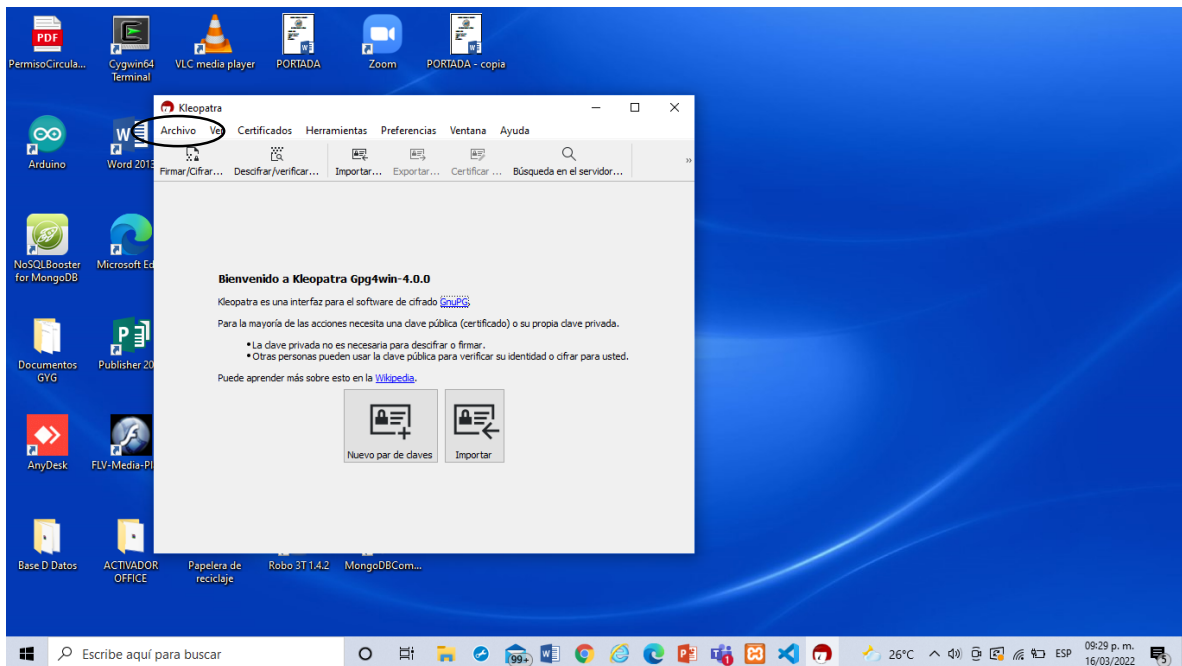 PDF
PermisoCircula...
Cygwin64
Terminal
VLC media player
PORTADA
Zoom
PORTADA - copia
Arduino
Word 2013
NoSQLBooster
for MongoDB
Microsoft Ed
Documentos
GYG
Publisher 20
AnyDesk
FLV-Media-Pl
Base D Datos
ACTIVADOR
OFFICE
Papelera de
reciclaje
Robo 3T 1.4.2
MongoDBCom...
Kleopatra
Archivo Ver Certificados Herramientas Preferencias Ventana Ayuda
Firmar/Cifrar... Descifrar/verificar... Importar... Exportar... Certificar ... Búsqueda en el servidor... »
Bienvenido a Kleopatra Gpg4win-4.0.0
Kleopatra es una interfaz para el software de cifrado GnuPG.
Para la mayoría de las acciones necesita una clave pública (certificado) o su propia clave privada.
•La clave privada no es necesaria para descifrar o firmar.
•Otras personas pueden usar la clave pública para verificar su identidad o cifrar para usted.
Puede aprender más sobre esto en la Wikipedia.
Nuevo par de claves
Importar
Escribe aquí para buscar
99+
26°C
ESP
09:29 p. m.
16/03/2022
5